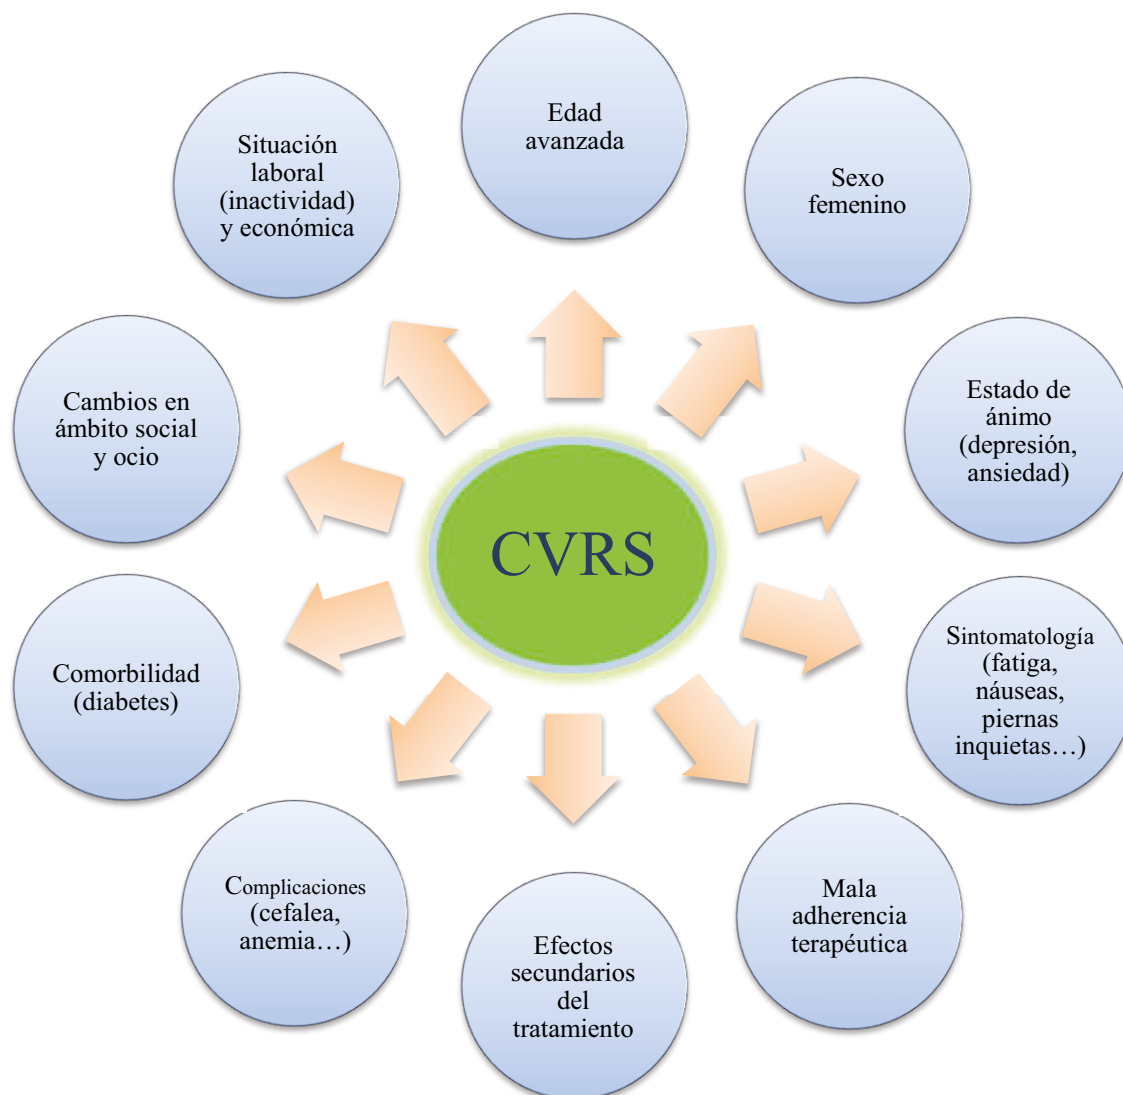 Edad
avanzada
Sexo
femenino
Estado de
ánimo
(depresión,
ansiedad)
Sintomatología
(fatiga,
náuseas,
piernas
inquietas…)
Mala
adherencia
terapéutica
Efectos
secundarios
del
tratamiento
Complicaciones
(cefalea,
anemia…)
Comorbilidad
(diabetes)
Cambios en
ámbito social
y ocio
Situación
laboral
(inactividad)
y económica
CVRS